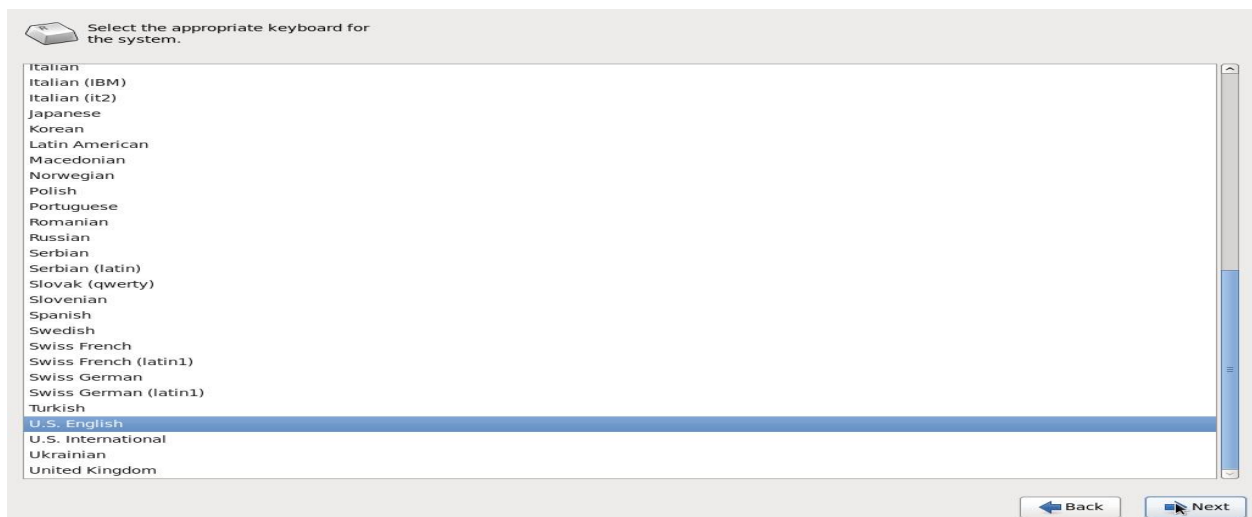 Select the appropriate keyboard for
the system.
Italian
Italian (IBM)
Italian (it2)
Japanese
Korean
Latin American
Macedonian
Norwegian
Polish
Portuguese
Romanian
Russian
Serbian
Serbian (latin)
Slovak (qwerty)
Slovenian
Spanish
Swedish
Swiss French
Swiss French (latin1)
Swiss German
Swiss German (latin1)
Turkish
U.S. English
U.S. International
Ukrainian
United Kingdom
Back
Next